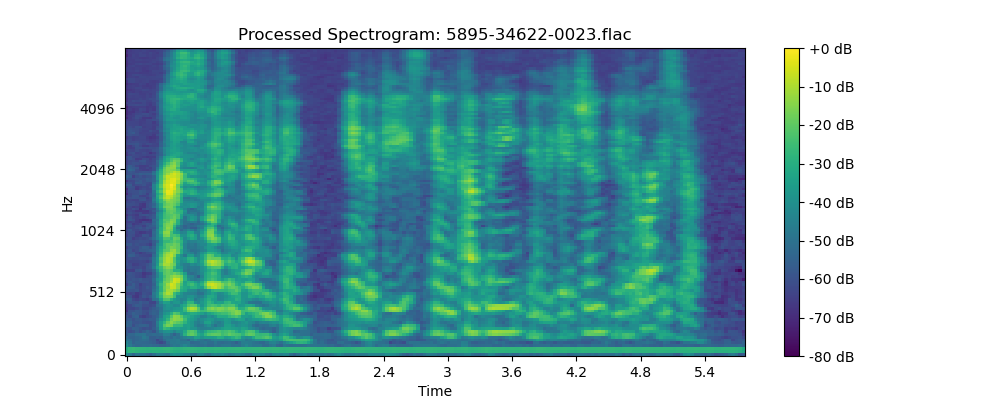 Processed Spectrogram: 5895-34622-0023.flac
+0 dB
-10 dB
-20 dB
-30 dB
-40 dB
-50 dB
-60 dB
-70 dB
-80 dB
Hz
4096
2048
1024
512
0
0 0.6 1.2 1.8 2.4 3 3.6 4.2 4.8 5.4
Time